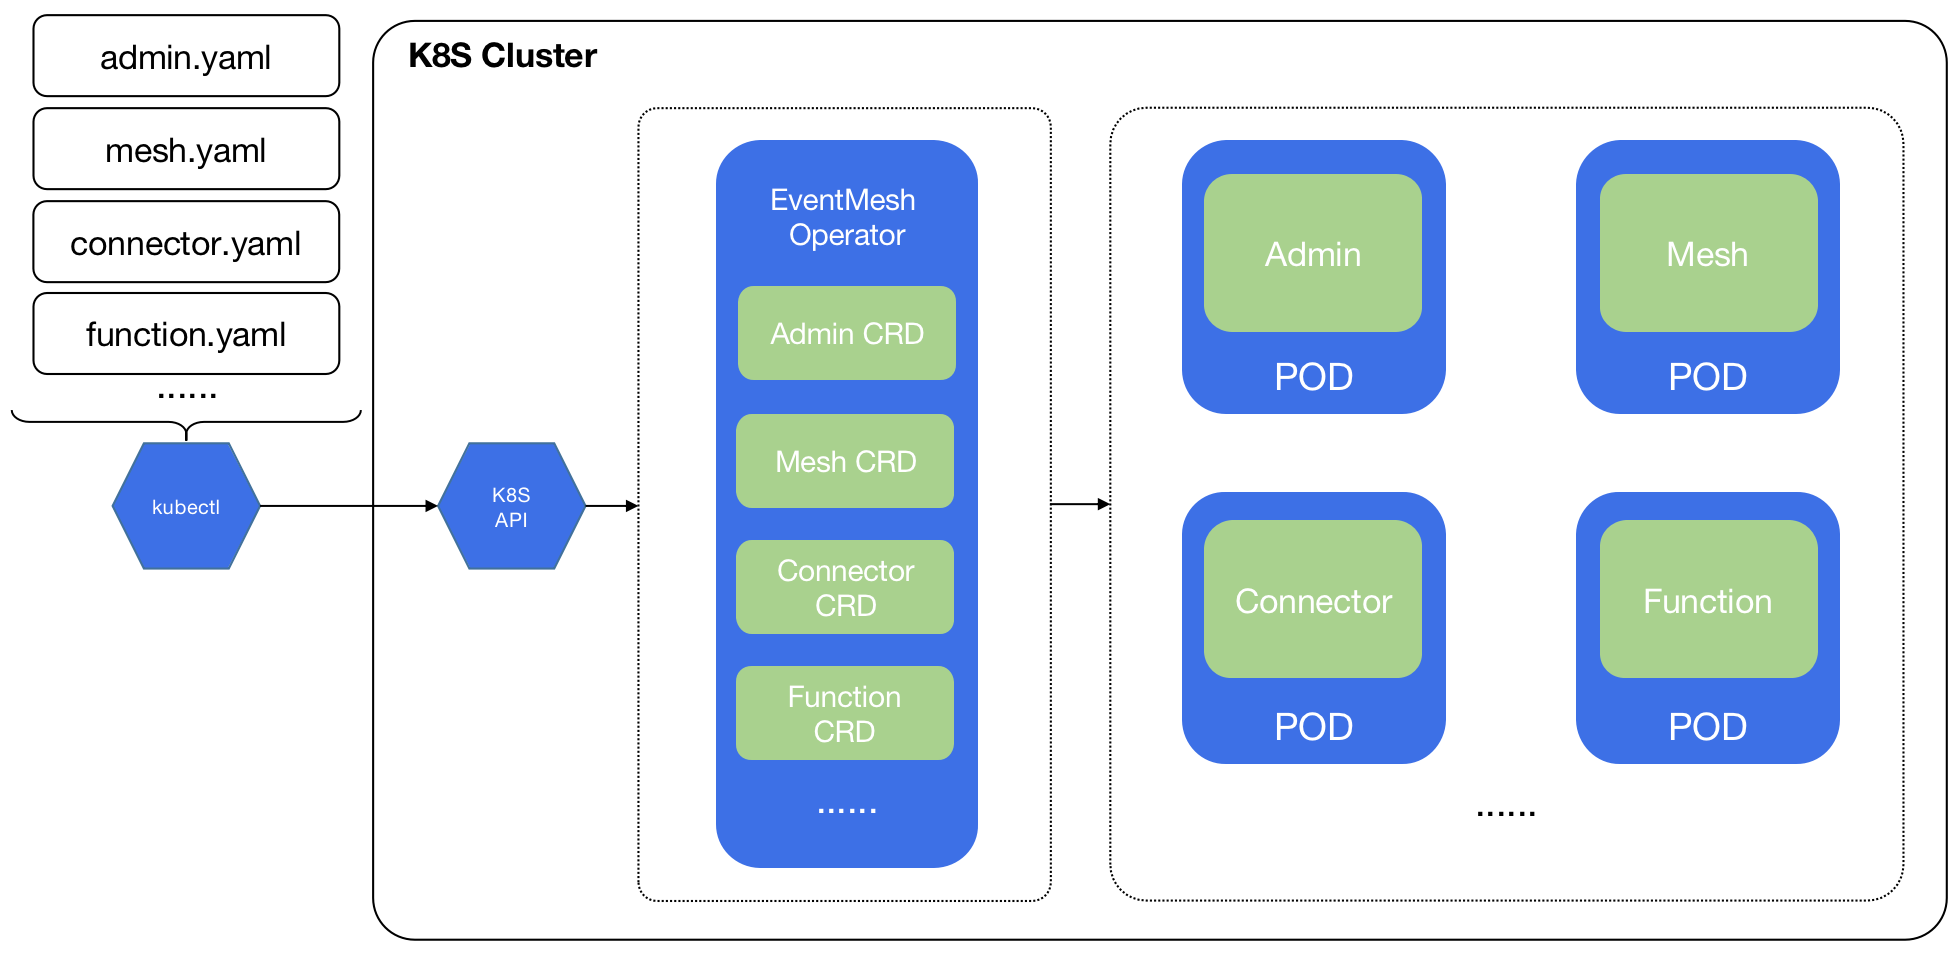 admin.yaml
mesh.yaml
connector.yaml
function.yaml
......
kubectl
K8S Cluster
K8S
API
EventMesh
Operator
Admin CRD
Mesh CRD
Connector
CRD
Function
CRD
......
Admin
POD
Mesh
POD
Connector
POD
Function
POD
......